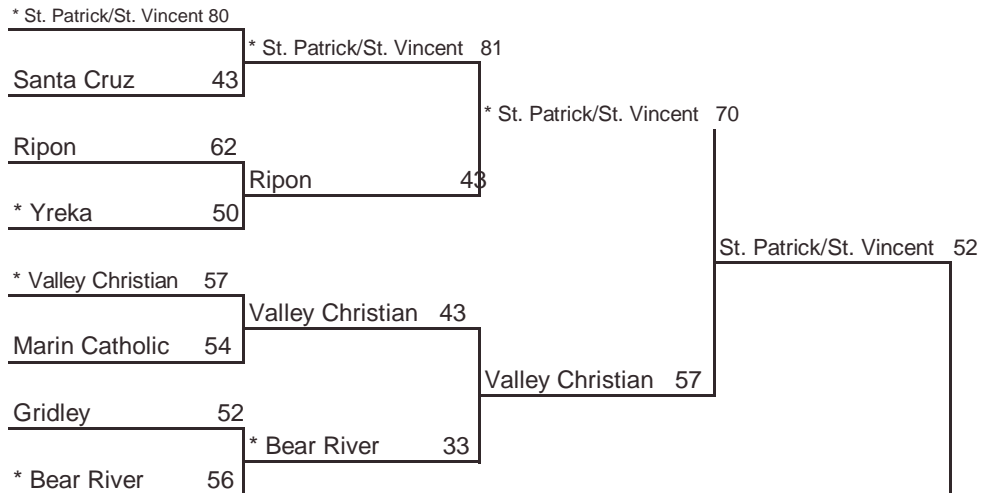 * St. Patrick/St. Vincent 80
* St. Patrick/St. Vincent 81
Santa Cruz 43
* St. Patrick/St. Vincent 70
Ripon 62
Ripon 43
* Yreka 50
St. Patrick/St. Vincent 52
* Valley Christian 57
Valley Christian 43
Marin Catholic 54
Valley Christian 57
Gridley 52
* Bear River 33
* Bear River 56